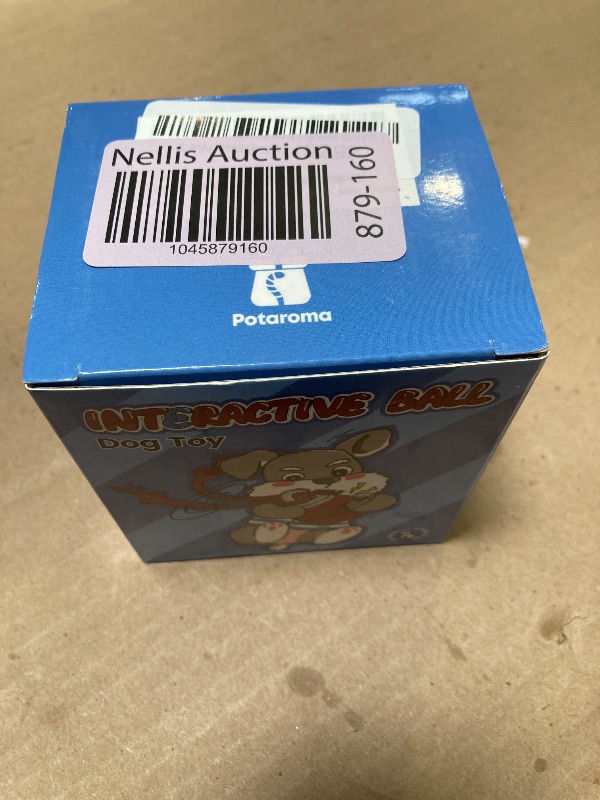 Nellis Auction
879-160
1045879160
Potaroma
INTERACTIVE BALL
Dog Toy